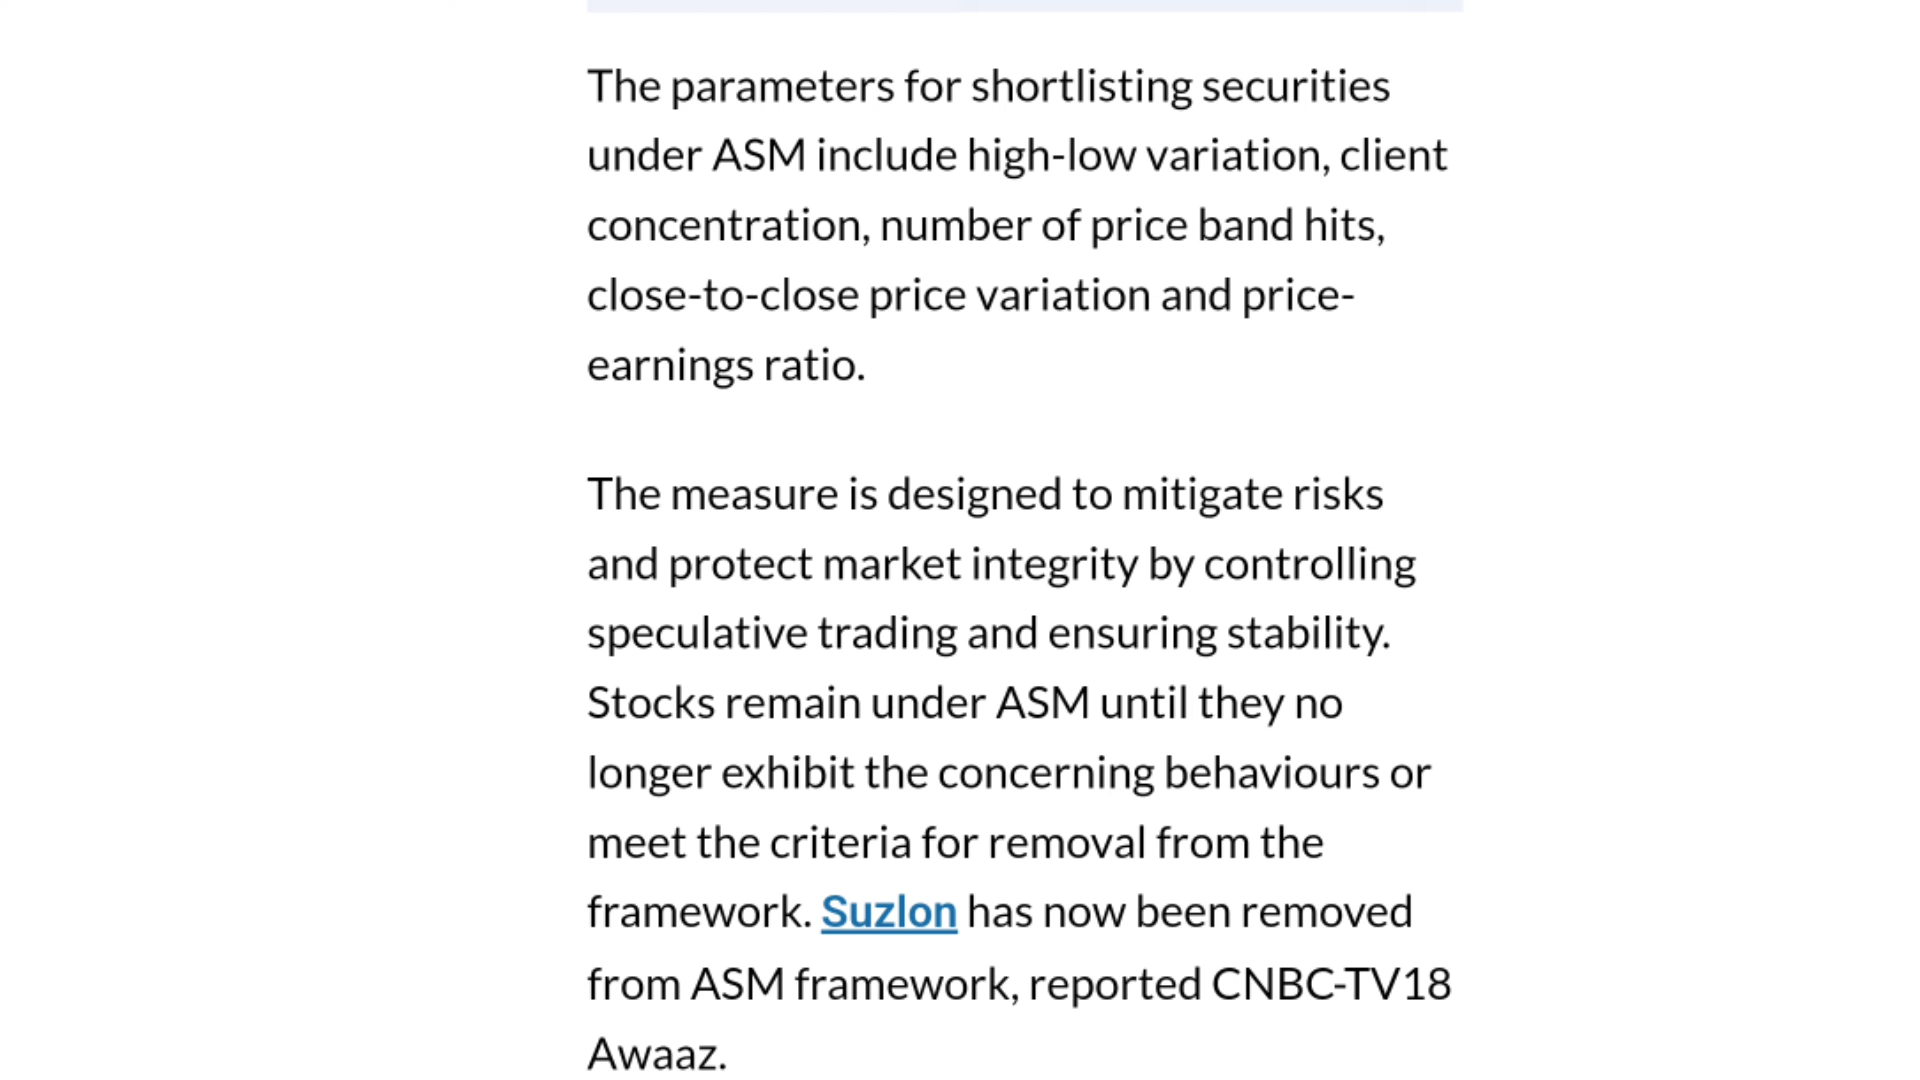 The parameters for shortlisting securities
under ASM include high-low variation, client
concentration, number of price band hits,
close-to-close price variation and price-
earnings ratio.
The measure is designed to mitigate risks
and protect market integrity by controlling
speculative trading and ensuring stability.
Stocks remain under ASM until they no
longer exhibit the concerning behaviours or
meet the criteria for removal from the
framework. Suzlon has now been removed
from ASM framework, reported CNBC-TV18
Awaaz.